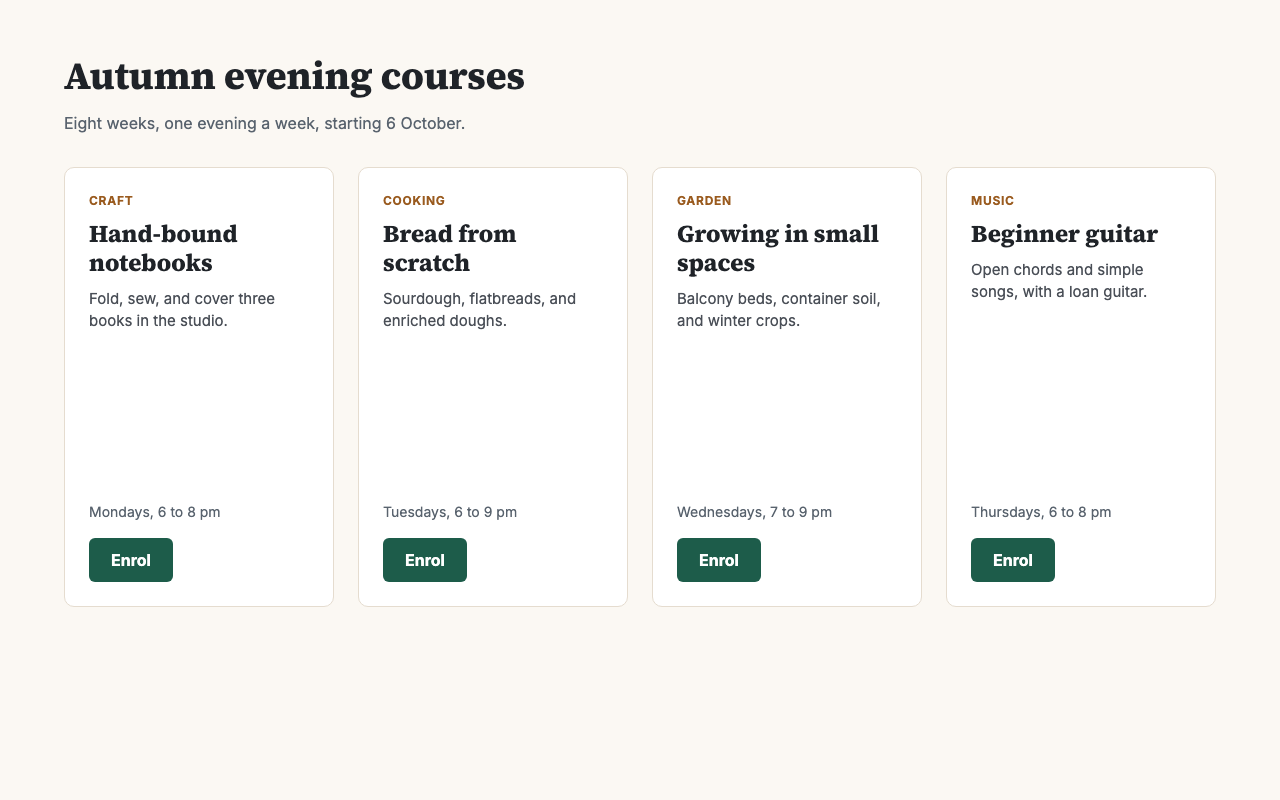 Autumn evening courses
Eight weeks, one evening a week, starting 6 October.
CRAFT
Hand-bound
notebooks
Fold, sew, and cover three
books in the studio.
Mondays, 6 to 8 pm
Enrol
COOKING
Bread from
scratch
Sourdough, flatbreads, and
enriched doughs.
Tuesdays, 6 to 9 pm
Enrol
GARDEN
Growing in small
spaces
Balcony beds, container soil,
and winter crops.
Wednesdays, 7 to 9 pm
Enrol
MUSIC
Beginner guitar
Open chords and simple
songs, with a loan guitar.
Thursdays, 6 to 8 pm
Enrol